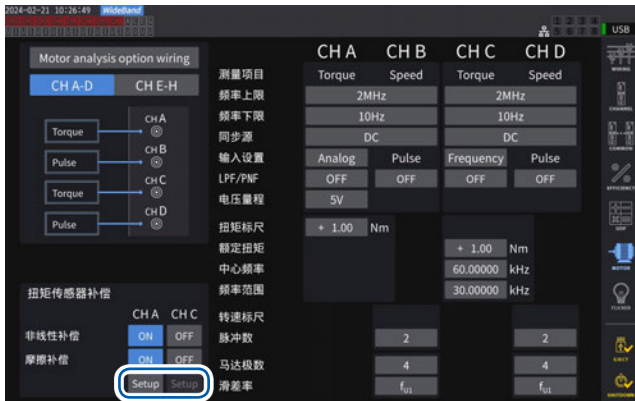 2024-02-21 10:26:49 WideBand
USB
Motor analysis option wiring
CH A-D CH E-H
CH A
Torque
CH B
Pulse
CH C
Torque
CH D
Pulse
CH A CH B CH C CH D
测量项目 Torque Speed Torque Speed
频率上限 2MHz 2MHz
频率下限 10Hz 10Hz
同步源 DC DC
输入设置 Analog Pulse Frequency Pulse
LPF/PNF OFF OFF OFF OFF
电压量程 5V
扭矩标尺 + 1.00 Nm
额定扭矩 + 1.00 Nm
中心频率 60.00000 kHz
频率范围 30.00000 kHz
转速标尺
脉冲数 2 2
马达极数 4 4
滑差率 fU1 fU1
扭矩传感器补偿
CH A CH C
非线性补偿 ON OFF
摩擦补偿 ON OFF
Setup Setup
WIRING
CHANNEL
COMMON
EFFICIENCY
UDF
MOTOR
FLICKER
EJECT
SHUTDOWN